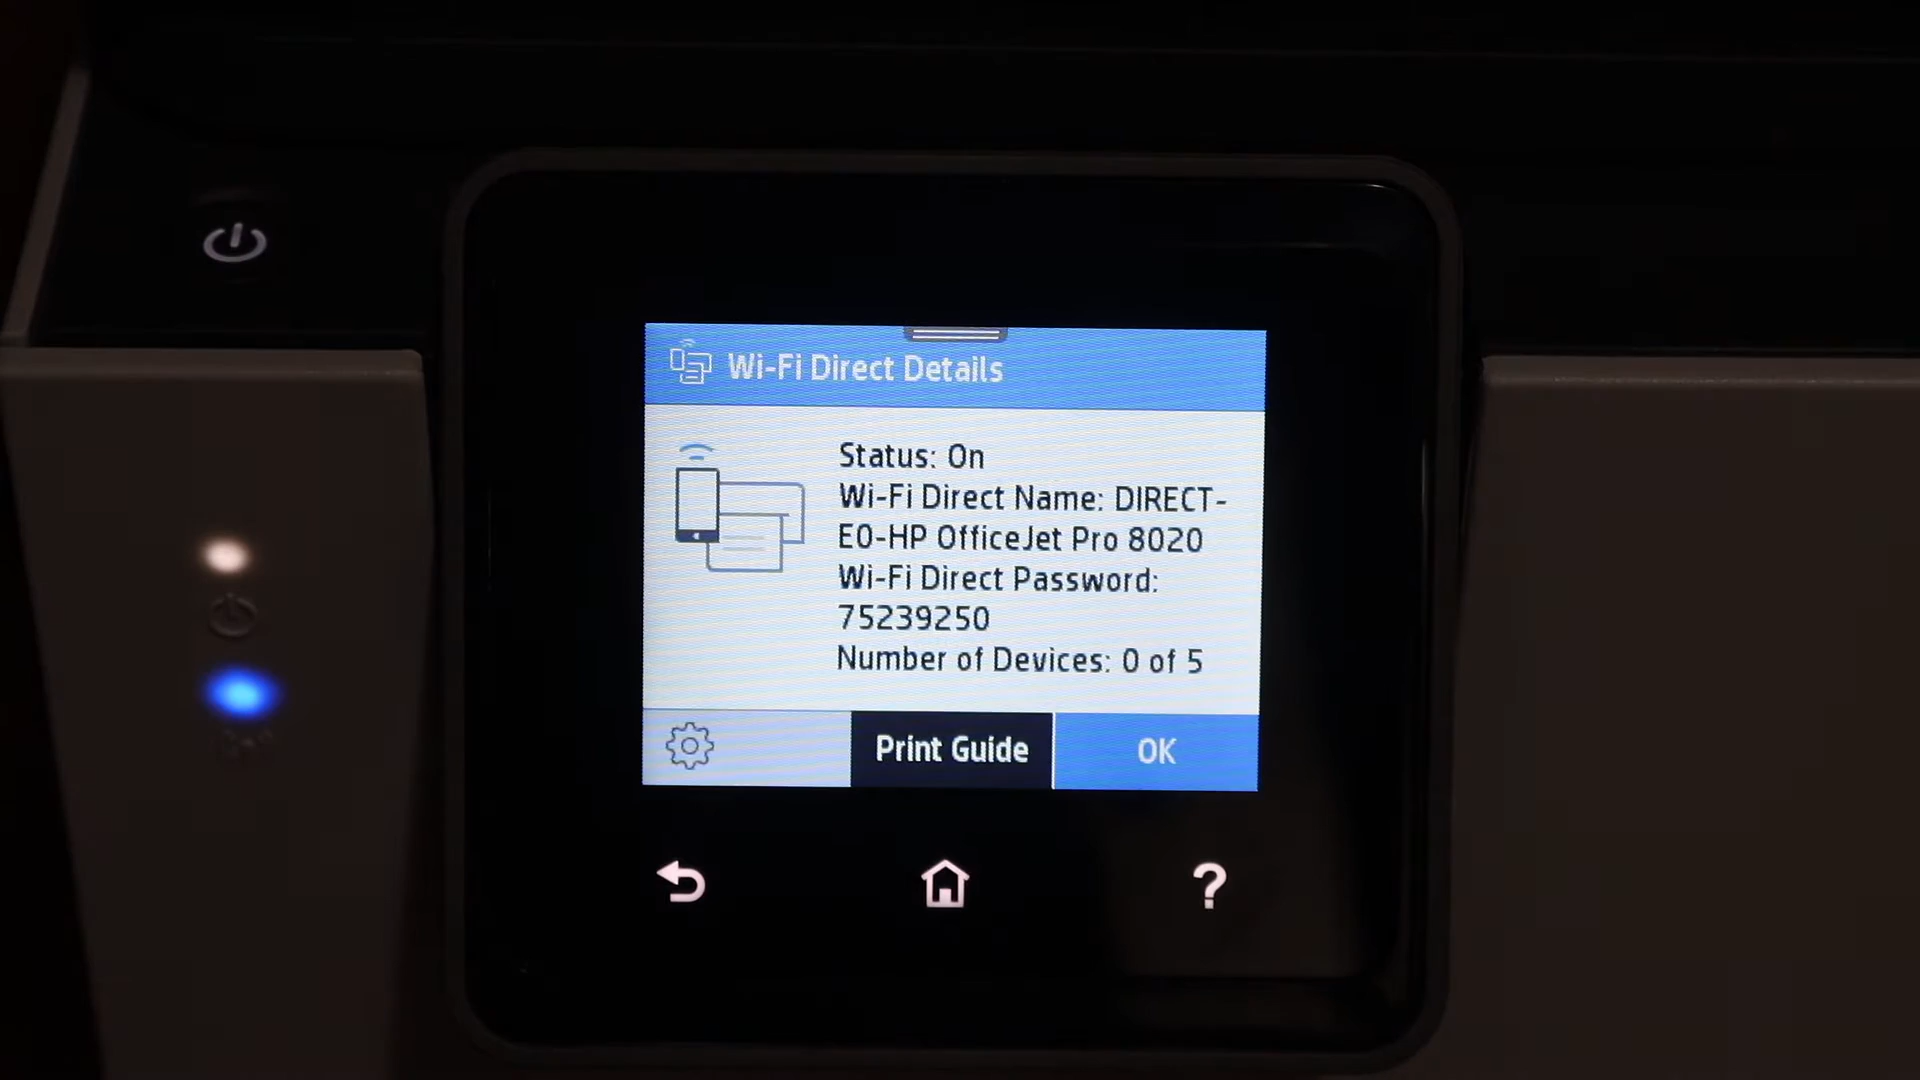 Wi-Fi Direct Details
Status: On
Wi-Fi Direct Name: DIRECT-
E0-HP OfficeJet Pro 8020
Wi-Fi Direct Password:
75239250
Number of Devices: 0 of 5
Print Guide
OK
?